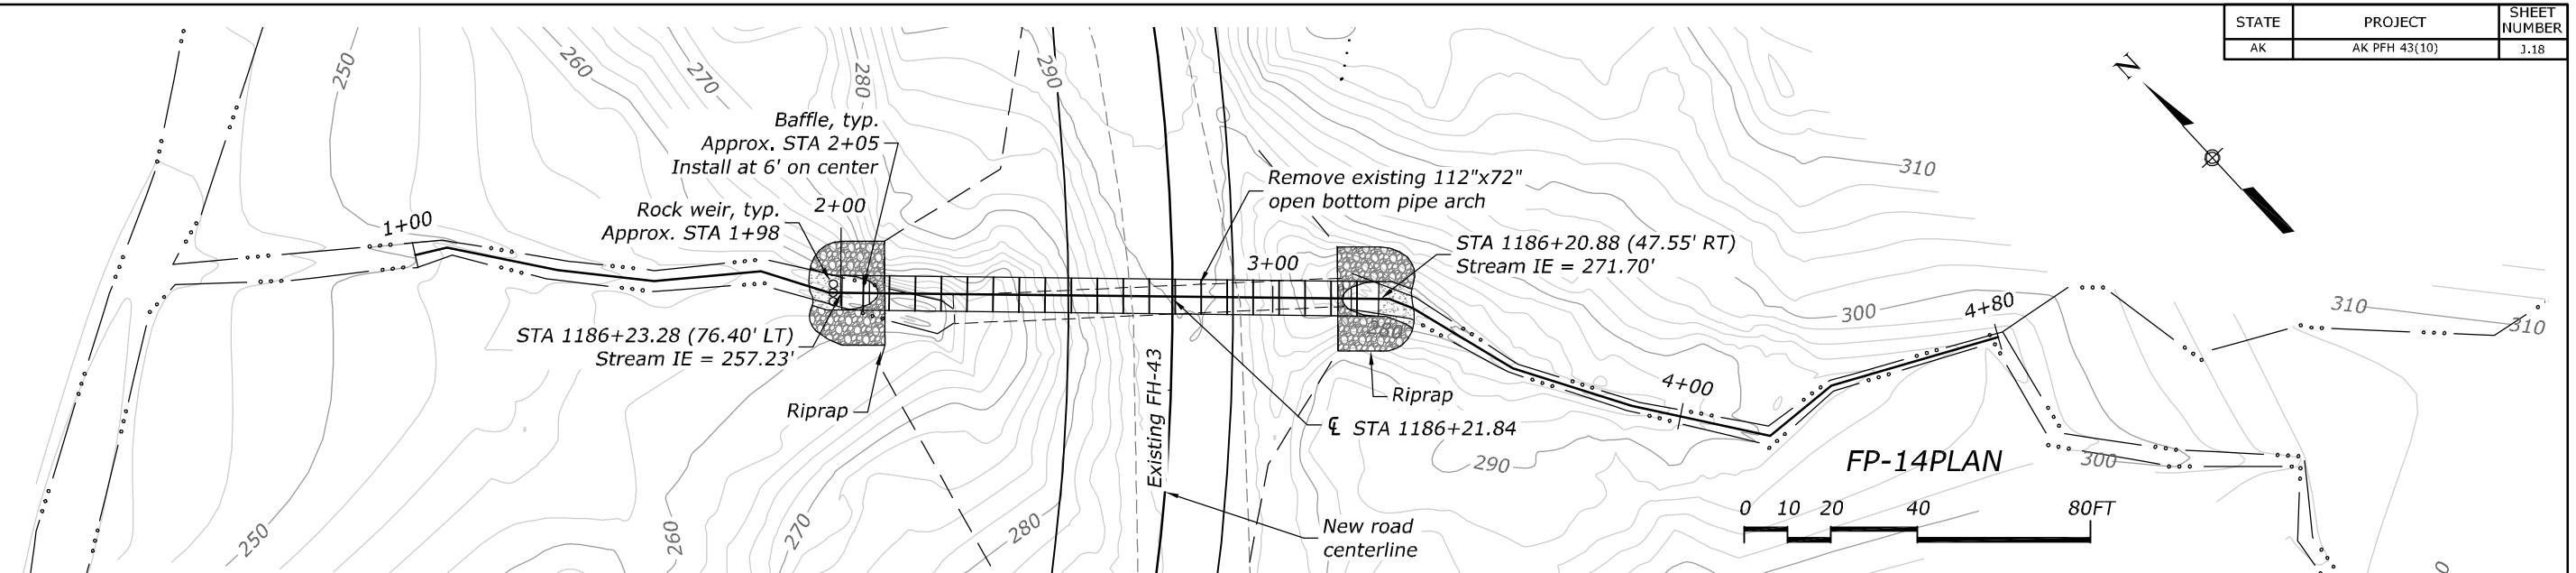 STATE
PROJECT
SHEET
NUMBER
AK
AK PFH 43(10)
J.18
N
250
260
270
280
290
310
Baffle, typ.
Approx. STA 2+05
Install at 6' on center
Remove existing 112"x72"
open bottom pipe arch
Rock weir, typ.
Approx. STA 1+98
2+00
1+00
3+00
STA 1186+20.88 (47.55' RT)
Stream IE = 271.70'
STA 1186+23.28 (76.40' LT)
Stream IE = 257.23'
280
300
4+80
310
310
Riprap
Existing FH-43
Riprap
4+00
℄ STA 1186+21.84
290
FP-14PLAN
300
250
260
270
280
New road
centerline
0 10 20 40 80FT
0